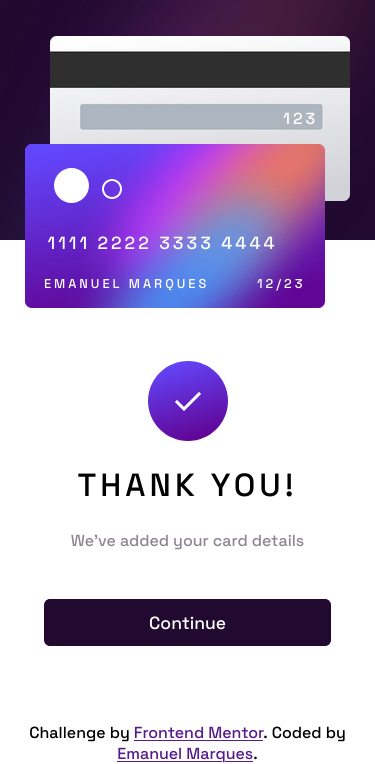 123
1111 2222 3333 4444
EMANUEL MARQUES 12/23
THANK YOU!
We've added your card details
Continue
Challenge by Frontend Mentor. Coded by
Emanuel Marques.